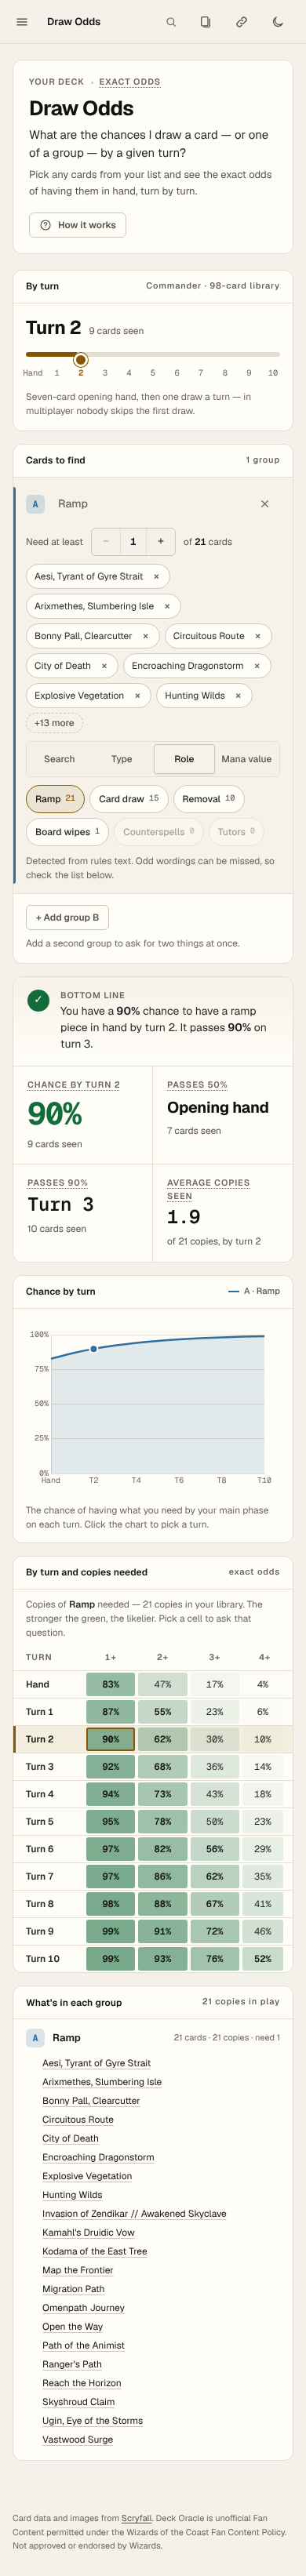 Draw Odds
YOUR DECK · EXACT ODDS
Draw Odds
What are the chances I draw a card — or one
of a group — by a given turn?
Pick any cards from your list and see the exact odds
of having them in hand, turn by turn.
How it works
By turn
Commander · 98-card library
Turn 2 9 cards seen
Hand 1 2 3 4 5 6 7 8 9 10
Seven-card opening hand, then one draw a turn — in
multiplayer nobody skips the first draw.
Cards to find
1 group
A Ramp ×
Need at least − 1 + of 21 cards
Aesi, Tyrant of Gyre Strait ×
Arixmethes, Slumbering Isle ×
Bonny Pall, Clearcutter × Circuitous Route ×
City of Death × Encroaching Dragonstorm ×
Explosive Vegetation × Hunting Wilds ×
+13 more
Search Type Role Mana value
Ramp 21 Card draw 15 Removal 10
Board wipes 1 Counterspells 0 Tutors 0
Detected from rules text. Odd wordings can be missed, so
check the list below.
+ Add group B
Add a second group to ask for two things at once.
BOTTOM LINE
You have a 90% chance to have a ramp
piece in hand by turn 2. It passes 90% on
turn 3.
CHANCE BY TURN 2
90%
9 cards seen
PASSES 50%
Opening hand
7 cards seen
PASSES 90%
Turn 3
10 cards seen
AVERAGE COPIES
SEEN
1.9
of 21 copies, by turn 2
Chance by turn
A · Ramp
100%
75%
50%
25%
0%
Hand T2 T4 T6 T8 T10
The chance of having what you need by your main phase
on each turn. Click the chart to pick a turn.
By turn and copies needed
exact odds
Copies of Ramp needed — 21 copies in your library. The
stronger the green, the likelier. Pick a cell to ask that
question.
TURN 1+ 2+ 3+ 4+
Hand 83% 47% 17% 4%
Turn 1 87% 55% 23% 6%
Turn 2 90% 62% 30% 10%
Turn 3 92% 68% 36% 14%
Turn 4 94% 73% 43% 18%
Turn 5 95% 78% 50% 23%
Turn 6 97% 82% 56% 29%
Turn 7 97% 86% 62% 35%
Turn 8 98% 88% 67% 41%
Turn 9 99% 91% 72% 46%
Turn 10 99% 93% 76% 52%
What's in each group
21 copies in play
A Ramp 21 cards · 21 copies · need 1
Aesi, Tyrant of Gyre Strait
Arixmethes, Slumbering Isle
Bonny Pall, Clearcutter
Circuitous Route
City of Death
Encroaching Dragonstorm
Explosive Vegetation
Hunting Wilds
Invasion of Zendikar // Awakened Skyclave
Kamahl's Druidic Vow
Kodama of the East Tree
Map the Frontier
Migration Path
Omenpath Journey
Open the Way
Path of the Animist
Ranger's Path
Reach the Horizon
Skyshroud Claim
Ugin, Eye of the Storms
Vastwood Surge
Card data and images from Scryfall. Deck Oracle is unofficial Fan
Content permitted under the Wizards of the Coast Fan Content Policy.
Not approved or endorsed by Wizards.